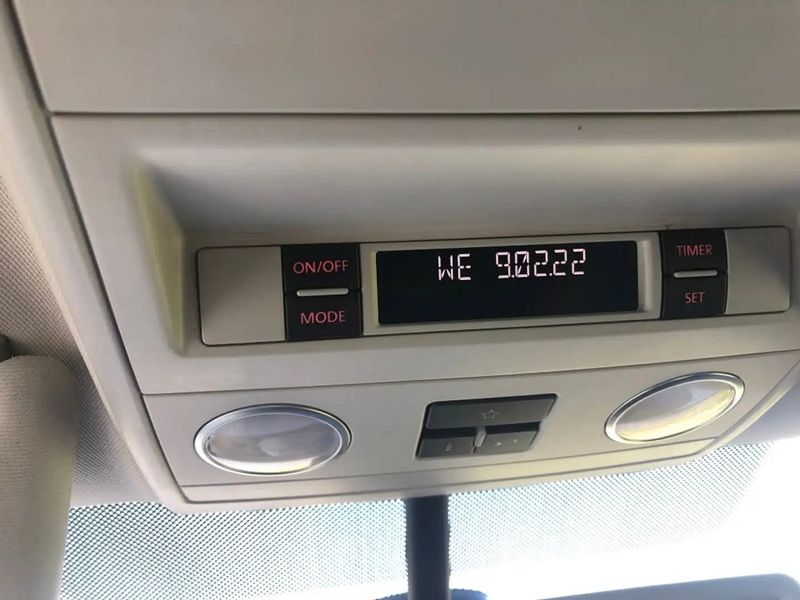 WE 9.02.22
ON/OFF
MODE
TIMER
SET